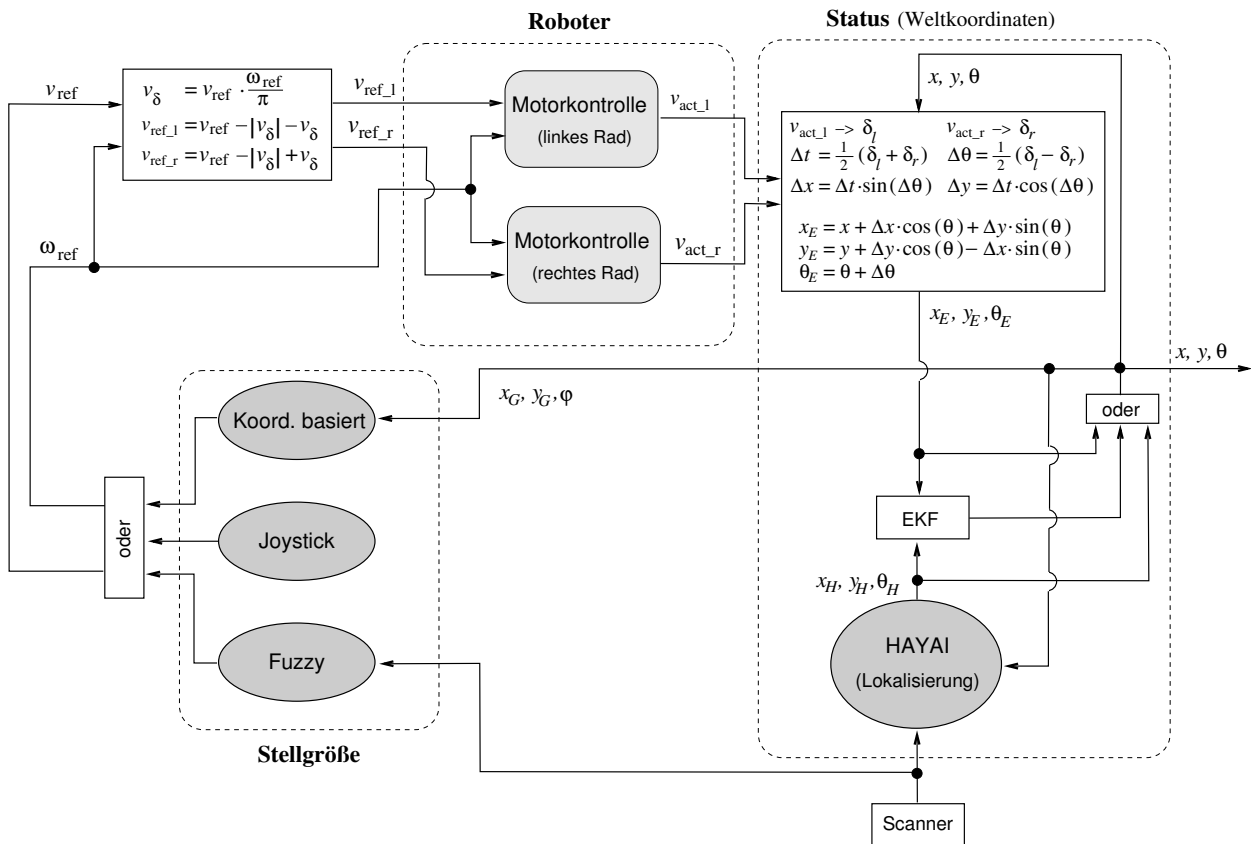 Roboter
Status (Weltkoordinaten)
v_ref
v_δ = v_ref · ω_ref / π
v_ref_l = v_ref − |v_δ| − v_δ
v_ref_r = v_ref − |v_δ| + v_δ
v_ref_l
v_ref_r
Motorkontrolle
(linkes Rad)
v_act_l
Motorkontrolle
(rechtes Rad)
v_act_r
ω_ref
x, y, θ
v_act_l -> δ_l v_act_r -> δ_r
Δt = 1/2 (δ_l + δ_r) Δθ = 1/2 (δ_l − δ_r)
Δx = Δt·sin(Δθ) Δy = Δt·cos(Δθ)
x_E = x + Δx·cos(θ) + Δy·sin(θ)
y_E = y + Δy·cos(θ) − Δx·sin(θ)
θ_E = θ + Δθ
x_E, y_E, θ_E
x, y, θ
x_G, y_G, φ
Koord. basiert
oder
oder
Joystick
EKF
Fuzzy
x_H, y_H, θ_H
HAYAI
(Lokalisierung)
Stellgröße
Scanner